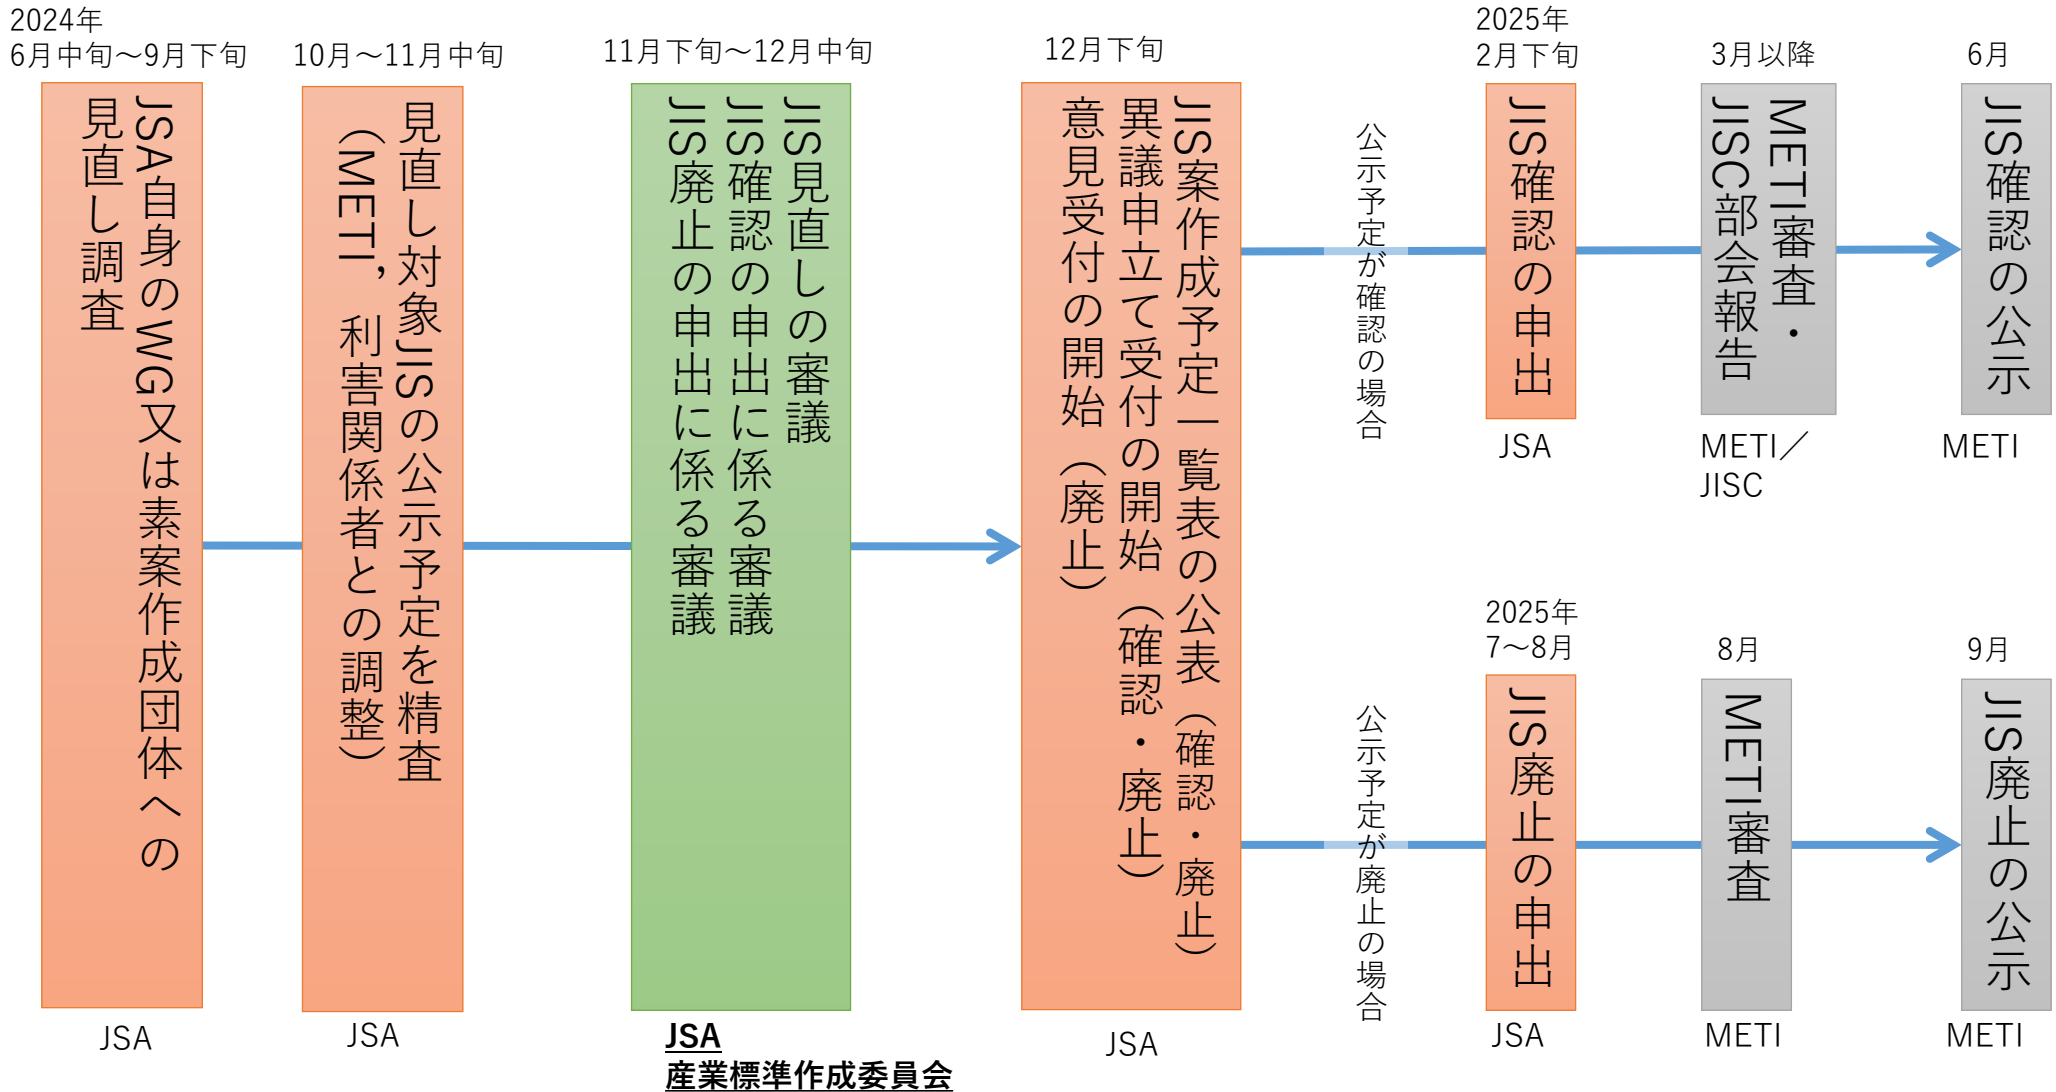 2024年
6月中旬～9月下旬
JSA自身のWG又は素案作成団体への
見直し調査
JSA
10月～11月中旬
見直し対象JISの公示予定を精査
（METI，利害関係者との調整）
JSA
11月下旬～12月中旬
JIS見直しの審議
JIS確認の申出に係る審議
JIS廃止の申出に係る審議
JSA
産業標準作成委員会
12月下旬
JIS案作成予定一覧表の公表（確認・廃止）
異議申立て受付の開始（確認・廃止）
意見受付の開始（廃止）
JSA
公示予定が確認の場合
2025年
2月下旬
JIS確認の申出
JSA
3月以降
METI審査・
JISC部会報告
METI／
JISC
6月
JIS確認の公示
METI
公示予定が廃止の場合
2025年
7～8月
JIS廃止の申出
JSA
8月
METI審査
METI
9月
JIS廃止の公示
METI